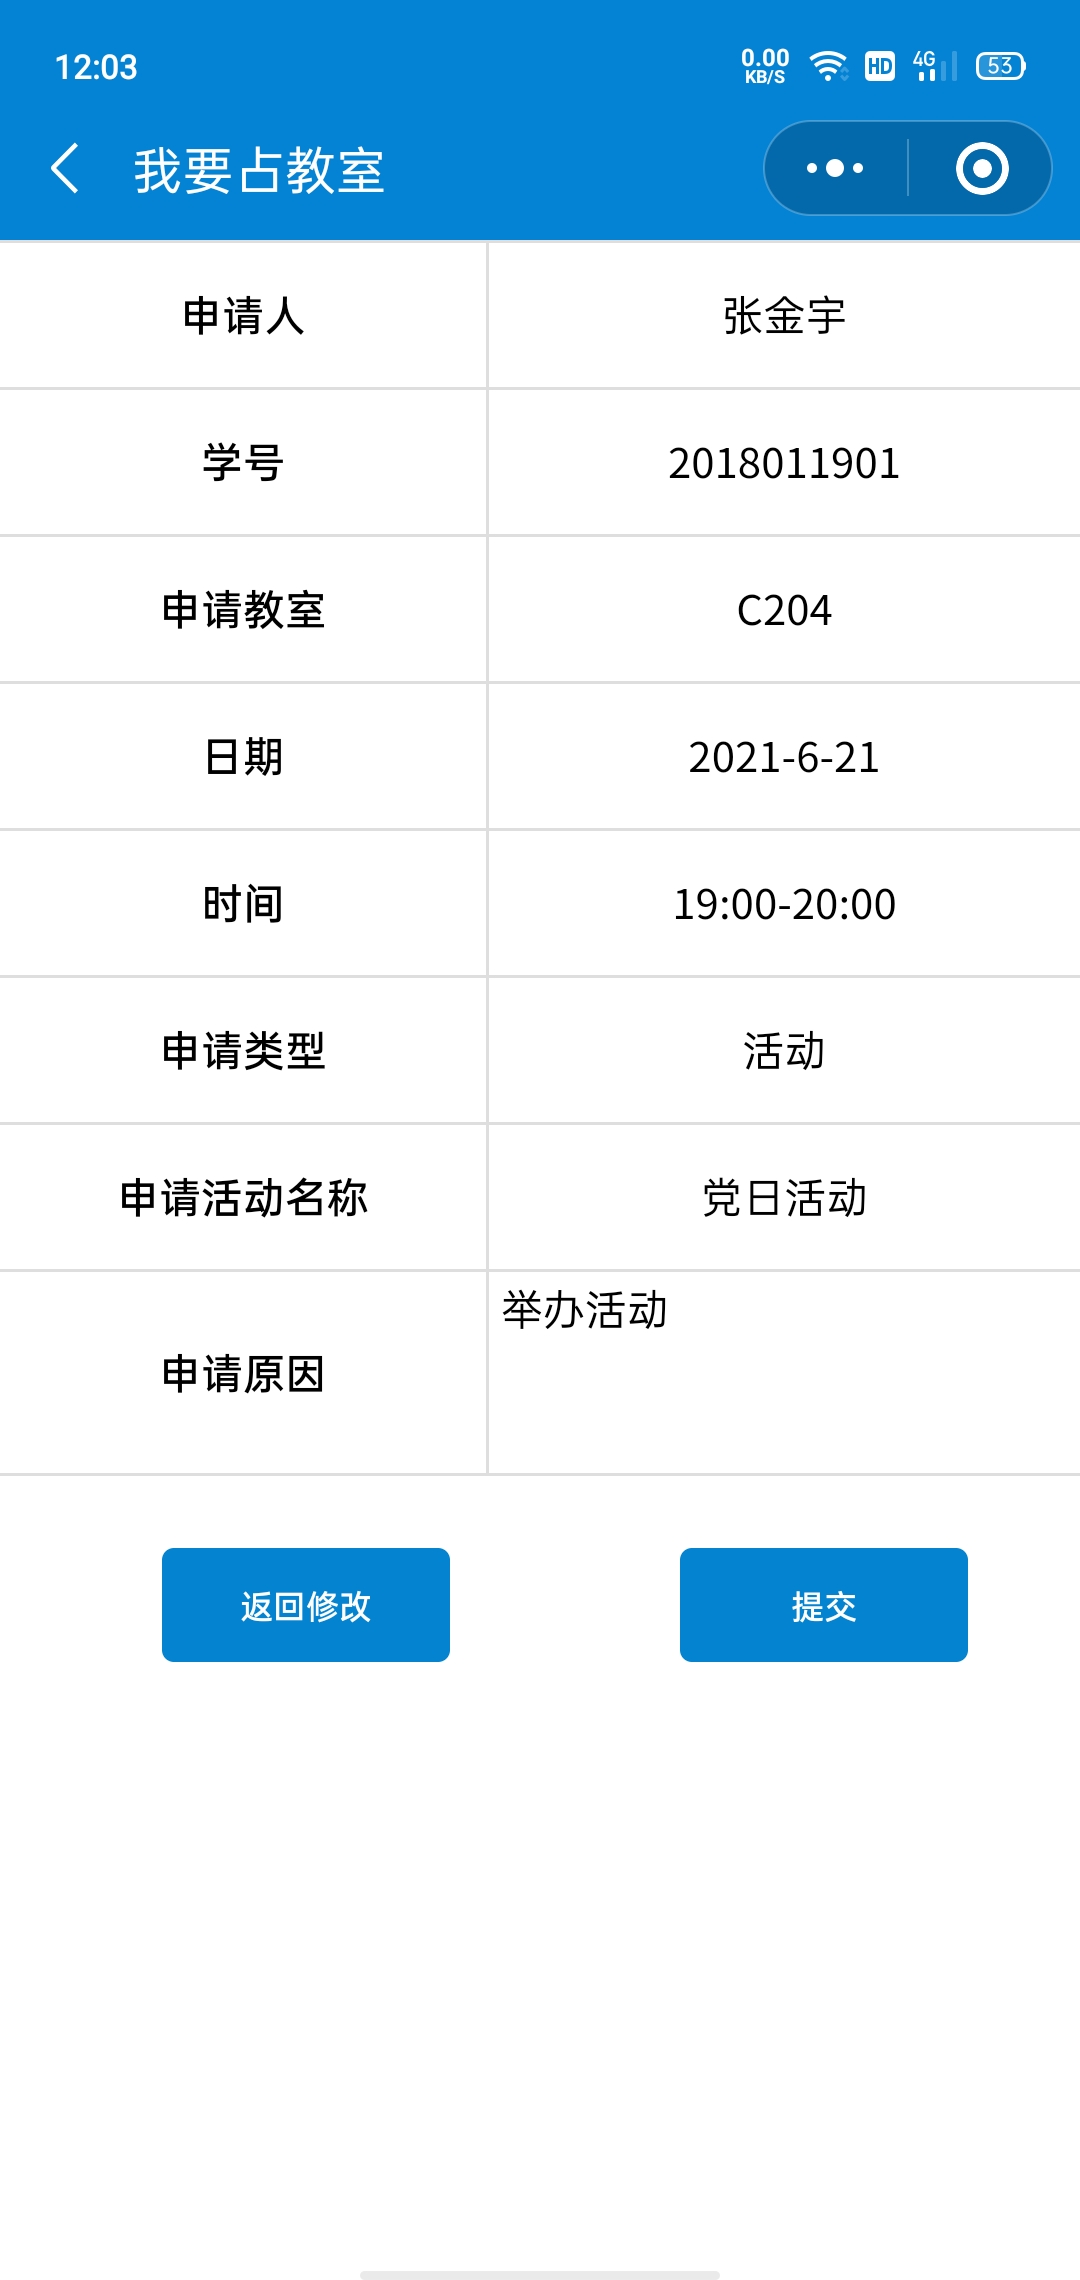 12:03
0.00
KB/S
HD
4G
53
我要占教室
申请人 张金宇
学号 2018011901
申请教室 C204
日期 2021-6-21
时间 19:00-20:00
申请类型 活动
申请活动名称 党日活动
申请原因 举办活动
返回修改 提交